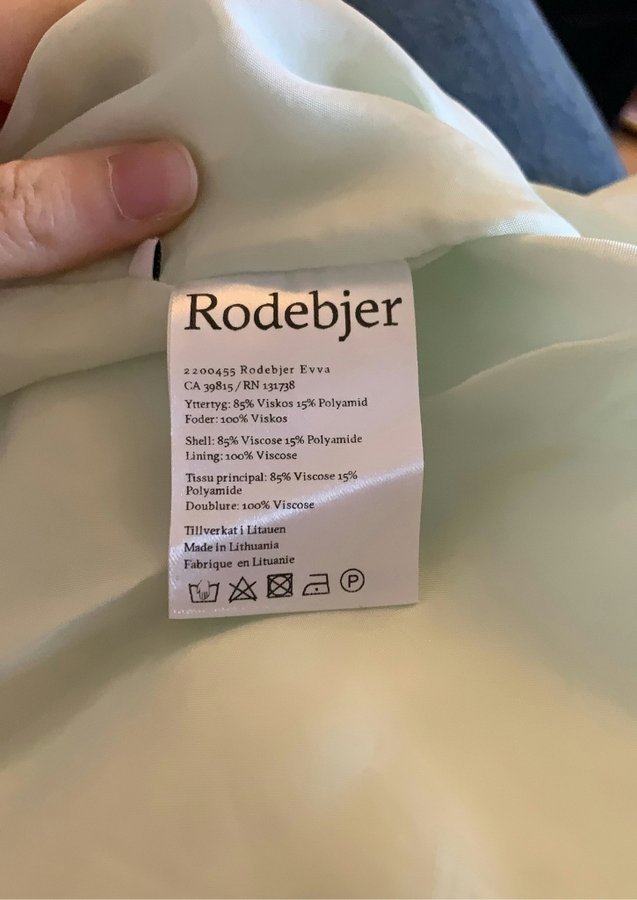 Rodebjer
2200455 Rodebjer Evva
CA 39815 / RN 131738
Yttertyg: 85% Viskos 15% Polyamid
Foder: 100% Viskos
Shell: 85% Viscose 15% Polyamide
Lining: 100% Viscose
Tissu principal: 85% Viscose 15%
Polyamide
Doublure: 100% Viscose
Tillverkat i Litauen
Made in Lithuania
Fabrique en Lituanie
P